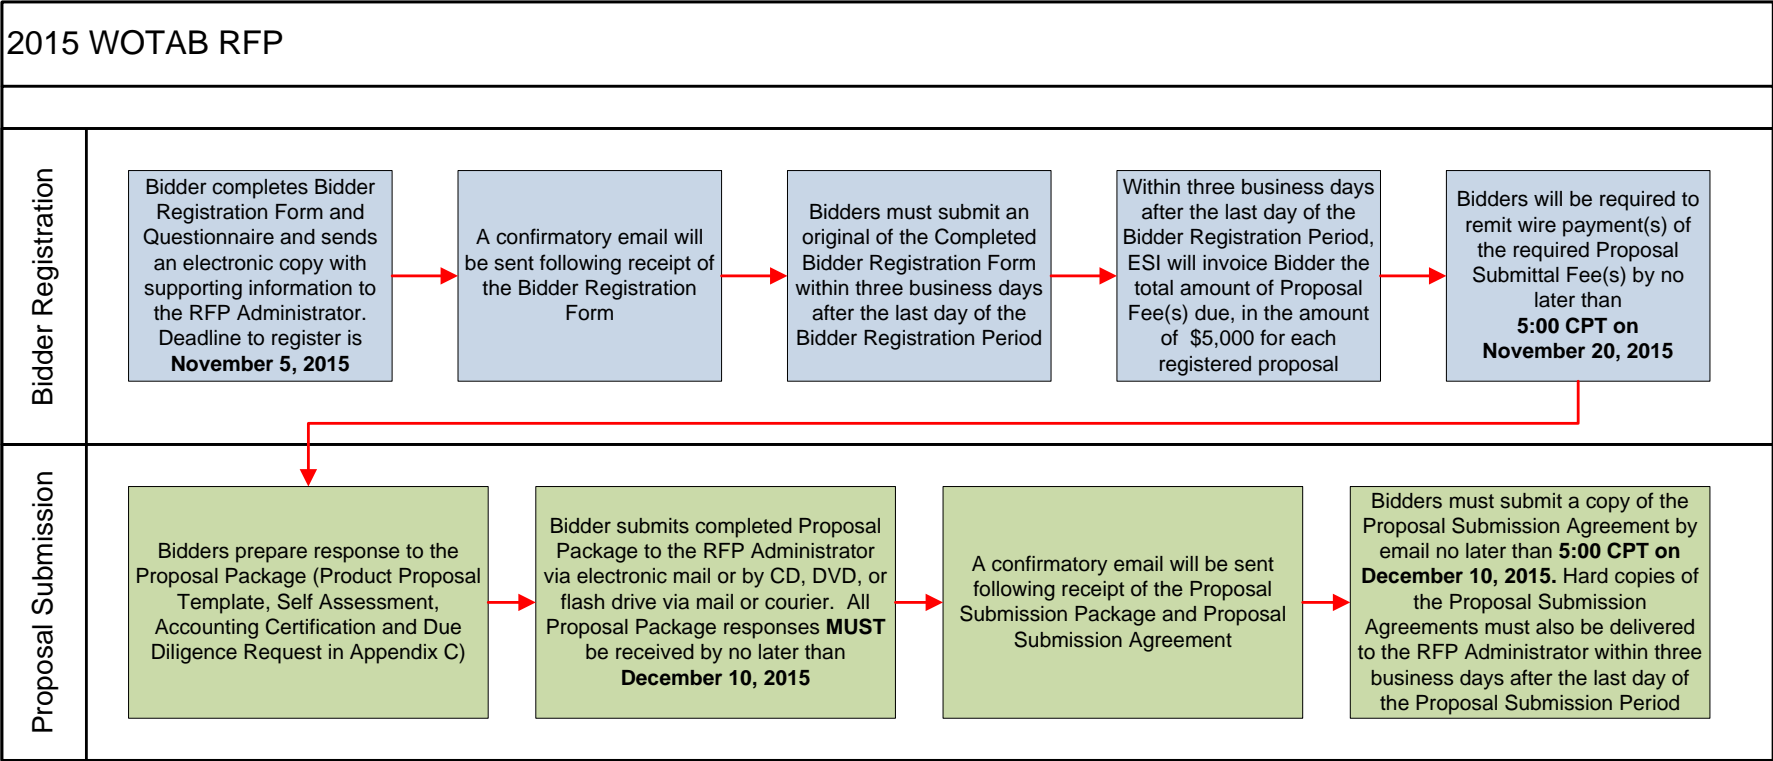 2015 WOTAB RFP
Bidder Registration
Bidder completes Bidder
Registration Form and
Questionnaire and sends
an electronic copy with
supporting information to
the RFP Administrator.
Deadline to register is
November 5, 2015
A confirmatory email will
be sent following receipt of
the Bidder Registration
Form
Bidders must submit an
original of the Completed
Bidder Registration Form
within three business days
after the last day of the
Bidder Registration Period
Within three business days
after the last day of the
Bidder Registration Period,
ESI will invoice Bidder the
total amount of Proposal
Fee(s) due, in the amount
of $5,000 for each
registered proposal
Bidders will be required to
remit wire payment(s) of
the required Proposal
Submittal Fee(s) by no
later than
5:00 CPT on
November 20, 2015
Proposal Submission
Bidders prepare response to the
Proposal Package (Product Proposal
Template, Self Assessment,
Accounting Certification and Due
Diligence Request in Appendix C)
Bidder submits completed Proposal
Package to the RFP Administrator
via electronic mail or by CD, DVD, or
flash drive via mail or courier. All
Proposal Package responses MUST
be received by no later than
December 10, 2015
A confirmatory email will be sent
following receipt of the Proposal
Submission Package and Proposal
Submission Agreement
Bidders must submit a copy of the
Proposal Submission Agreement by
email no later than 5:00 CPT on
December 10, 2015. Hard copies of
the Proposal Submission
Agreements must also be delivered
to the RFP Administrator within three
business days after the last day of
the Proposal Submission Period